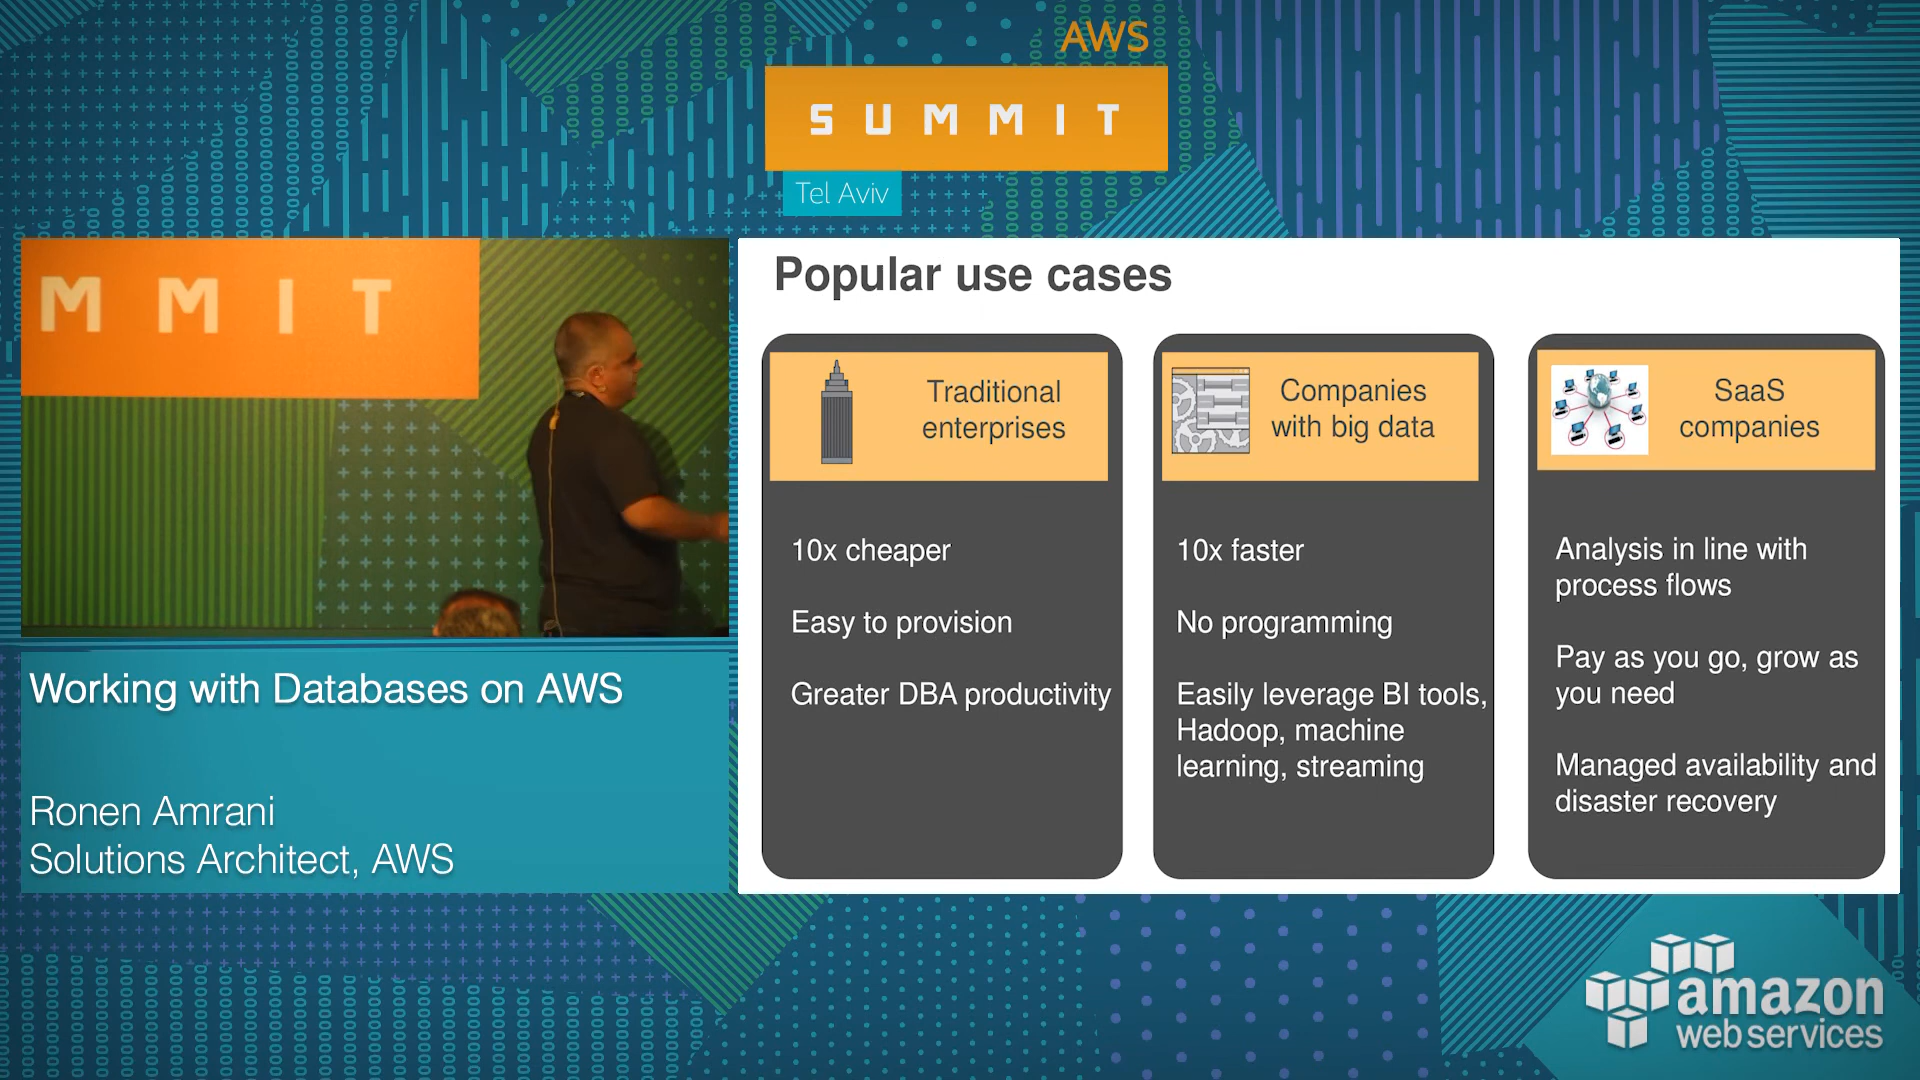 AWS
SUMMIT
Tel Aviv
MMIT
Working with Databases on AWS
Ronen Amrani
Solutions Architect, AWS
Popular use cases
Traditional
enterprises
10x cheaper
Easy to provision
Greater DBA productivity
Companies
with big data
10x faster
No programming
Easily leverage BI tools,
Hadoop, machine
learning, streaming
SaaS
companies
Analysis in line with
process flows
Pay as you go, grow as
you need
Managed availability and
disaster recovery
amazon
web services